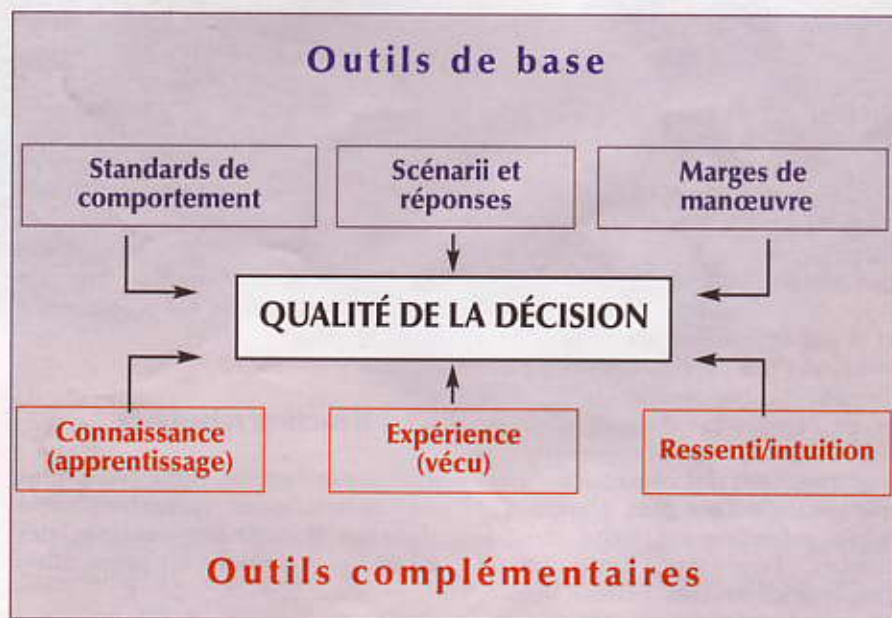 Outils de base
Standards de
comportement
Scénarii et
réponses
Marges de
manœuvre
QUALITÉ DE LA DÉCISION
Connaissance
(apprentissage)
Expérience
(vécu)
Ressenti/intuition
Outils complémentaires